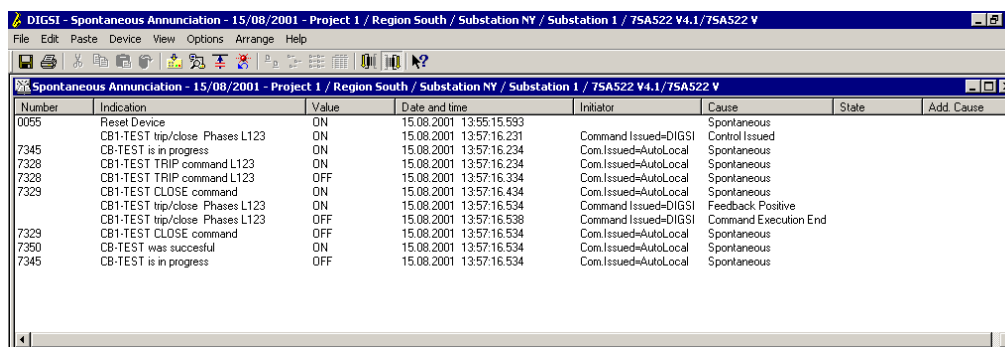 DIGSI - Spontaneous Annunciation - 15/08/2001 - Project 1 / Region South / Substation NY / Substation 1 / 7SA522 V4.1/7SA522 V
File Edit Paste Device View Options Arrange Help
Spontaneous Annunciation - 15/08/2001 - Project 1 / Region South / Substation NY / Substation 1 / 7SA522 V4.1/7SA522 V
Number Indication Value Date and time Initiator Cause State Add. Cause
0055 Reset Device ON 15.08.2001 13:55:15.593 Spontaneous
CB1-TEST trip/close Phases L123 ON 15.08.2001 13:57:16.231 Command Issued=DIGSI Control Issued
7345 CB-TEST is in progress ON 15.08.2001 13:57:16.234 Com.Issued=AutoLocal Spontaneous
7328 CB1-TEST TRIP command L123 ON 15.08.2001 13:57:16.234 Com.Issued=AutoLocal Spontaneous
7328 CB1-TEST TRIP command L123 OFF 15.08.2001 13:57:16.334 Com.Issued=AutoLocal Spontaneous
7329 CB1-TEST CLOSE command ON 15.08.2001 13:57:16.434 Com.Issued=AutoLocal Spontaneous
CB1-TEST trip/close Phases L123 ON 15.08.2001 13:57:16.534 Command Issued=DIGSI Feedback Positive
CB1-TEST trip/close Phases L123 OFF 15.08.2001 13:57:16.538 Command Issued=DIGSI Command Execution End
7329 CB1-TEST CLOSE command OFF 15.08.2001 13:57:16.534 Com.Issued=AutoLocal Spontaneous
7350 CB-TEST was succesful ON 15.08.2001 13:57:16.534 Com.Issued=AutoLocal Spontaneous
7345 CB-TEST is in progress OFF 15.08.2001 13:57:16.534 Com.Issued=AutoLocal Spontaneous